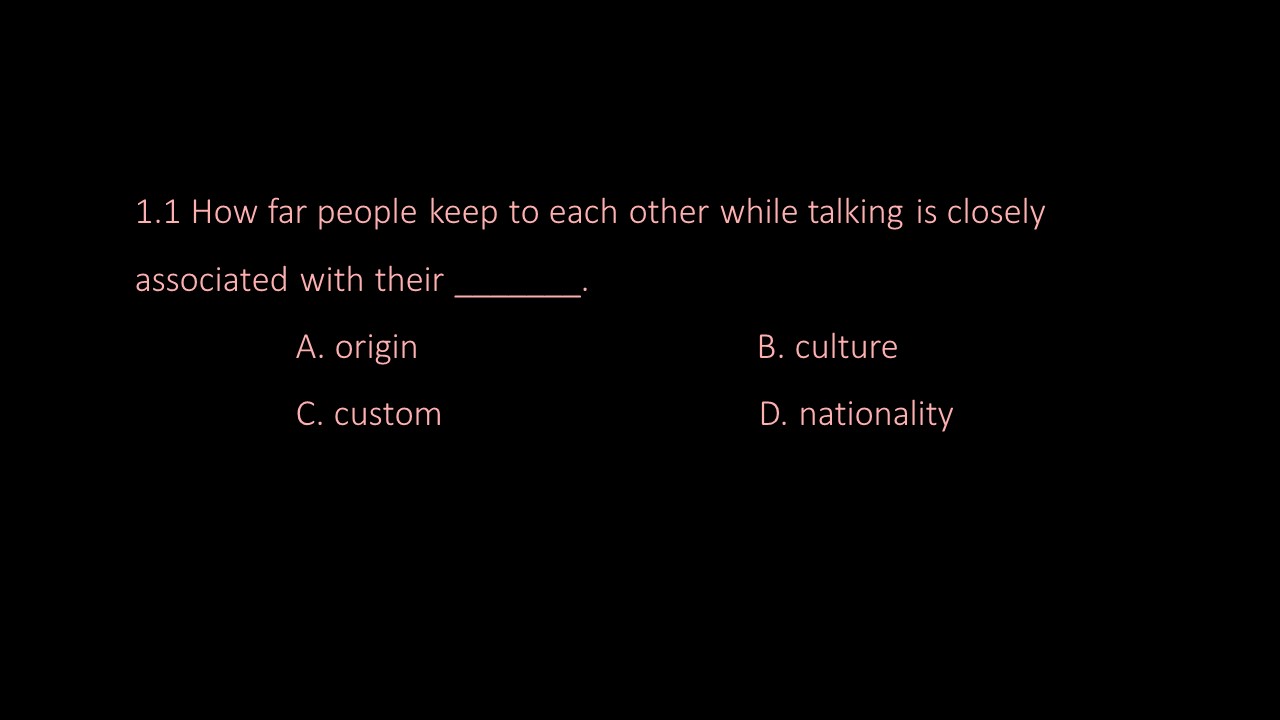 1.1 How far people keep to each other while talking is closely
associated with their _______.
A. origin B. culture
C. custom D. nationality